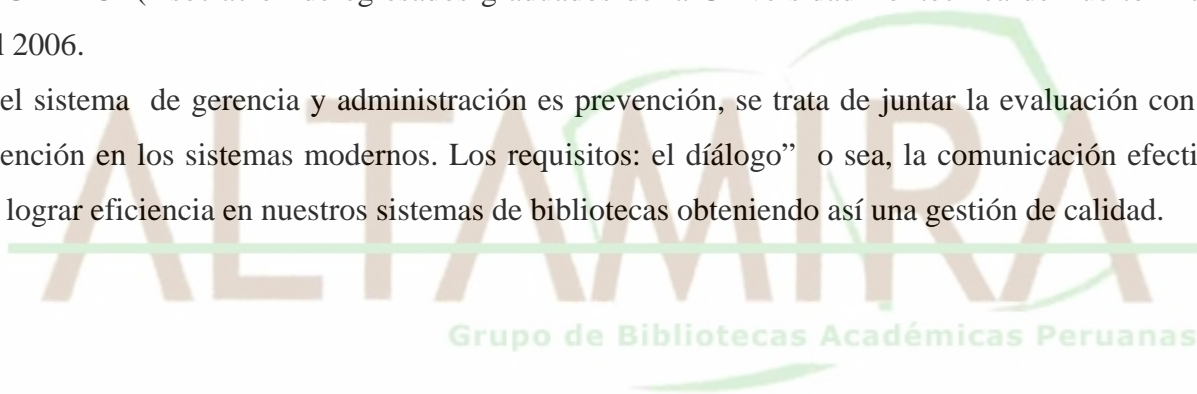 l 2006.
el sistema de gerencia y administración es prevención, se trata de juntar la evaluación con
ención en los sistemas modernos. Los requisitos: el díálogo” o sea, la comunicación efecti
lograr eficiencia en nuestros sistemas de bibliotecas obteniendo así una gestión de calidad.
ALTAMIRA
Grupo de Bibliotecas Académicas Peruanas